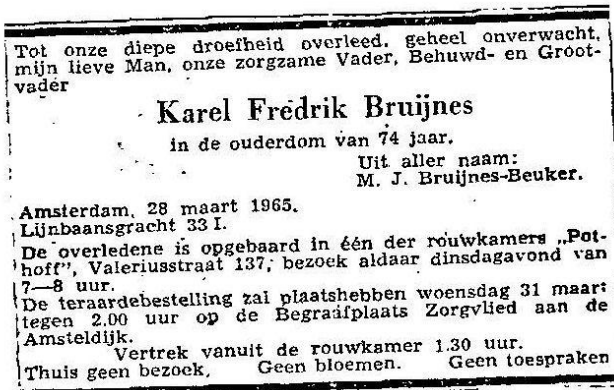 Tot onze diepe droefheid overleed, geheel onverwacht,
mijn lieve Man, onze zorgzame Vader, Behuwd- en Groot-
vader
Karel Fredrik Bruijnes
in de ouderdom van 74 jaar.
Uit aller naam:
M. J. Bruijnes-Beuker.
Amsterdam, 28 maart 1965.
Lijnbaansgracht 33 I.
De overledene is opgebaard in één der rouwkamers „Pot-
hoff”, Valeriusstraat 137, bezoek aldaar dinsdagavond van
7—8 uur.
De teraardebestelling zal plaatshebben woensdag 31 maart
tegen 2.00 uur op de Begraafplaats Zorgvlied aan de
Amsteldijk.
Vertrek vanuit de rouwkamer 1.30 uur.
Thuis geen bezoek, Geen bloemen. Geen toespraken